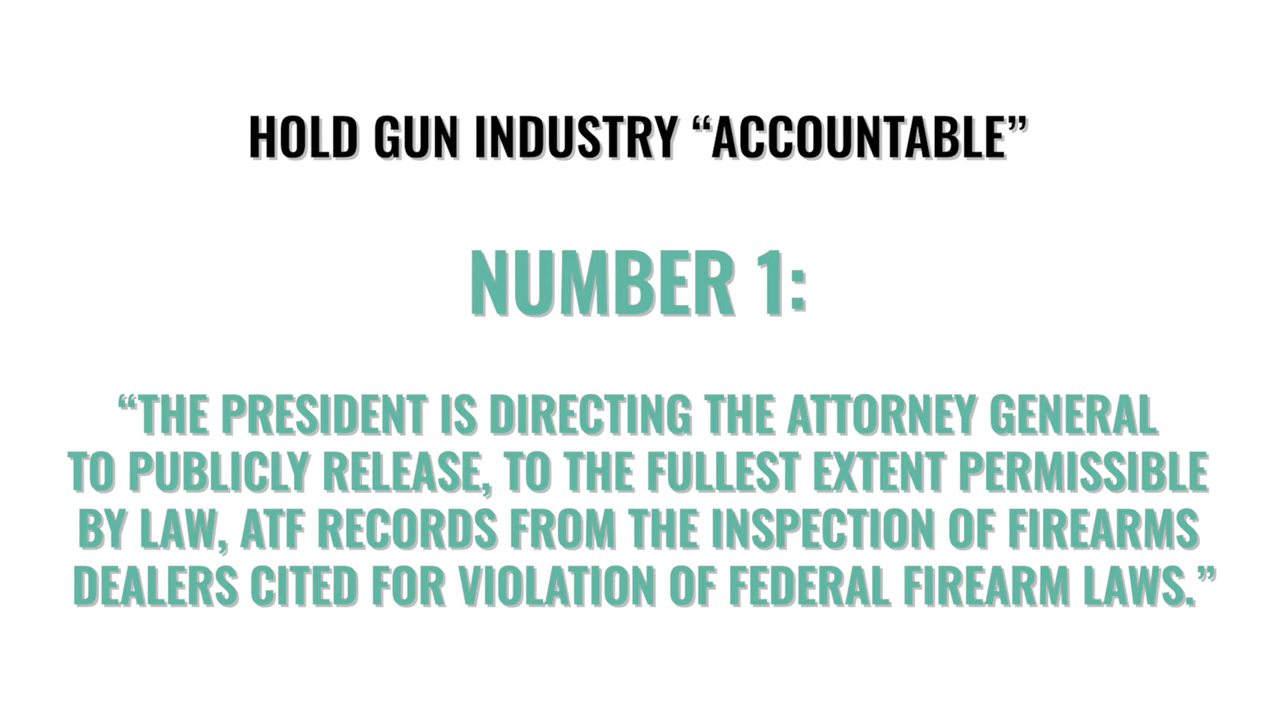 HOLD GUN INDUSTRY “ACCOUNTABLE”
NUMBER 1:
“THE PRESIDENT IS DIRECTING THE ATTORNEY GENERAL
TO PUBLICLY RELEASE, TO THE FULLEST EXTENT PERMISSIBLE
BY LAW, ATF RECORDS FROM THE INSPECTION OF FIREARMS
DEALERS CITED FOR VIOLATION OF FEDERAL FIREARM LAWS.”